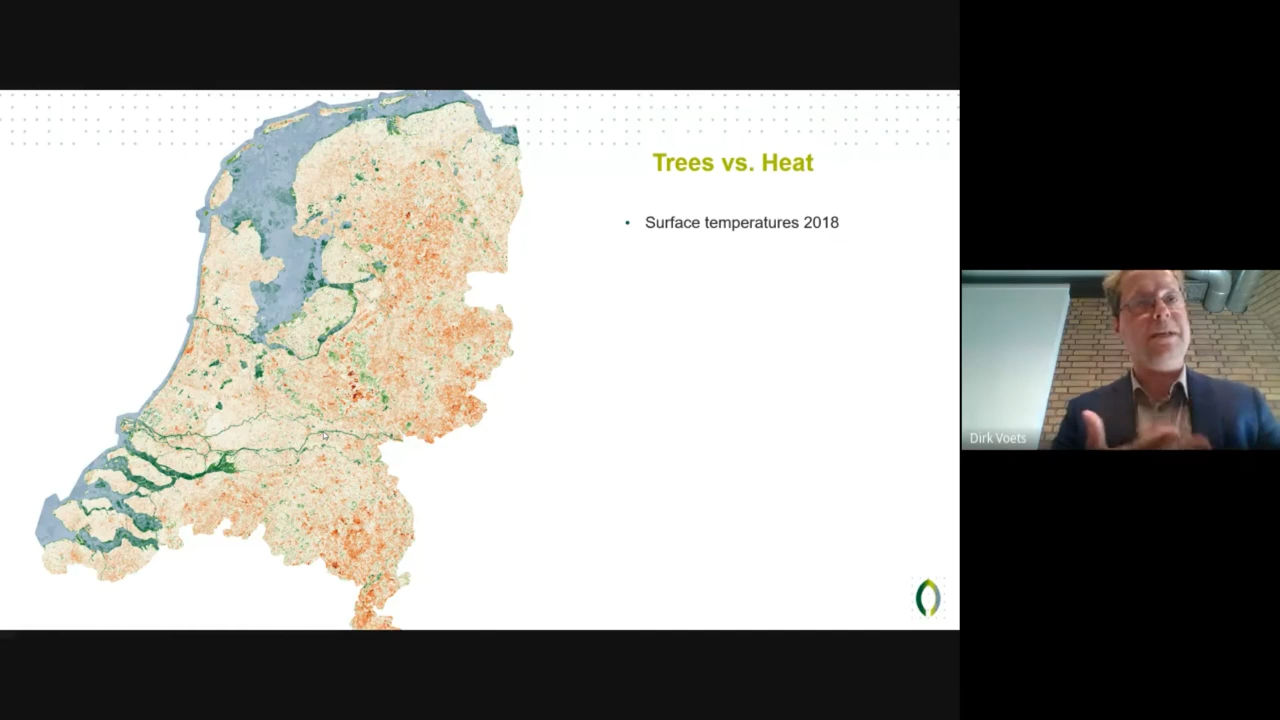 Trees vs. Heat
• Surface temperatures 2018
Dirk Voets